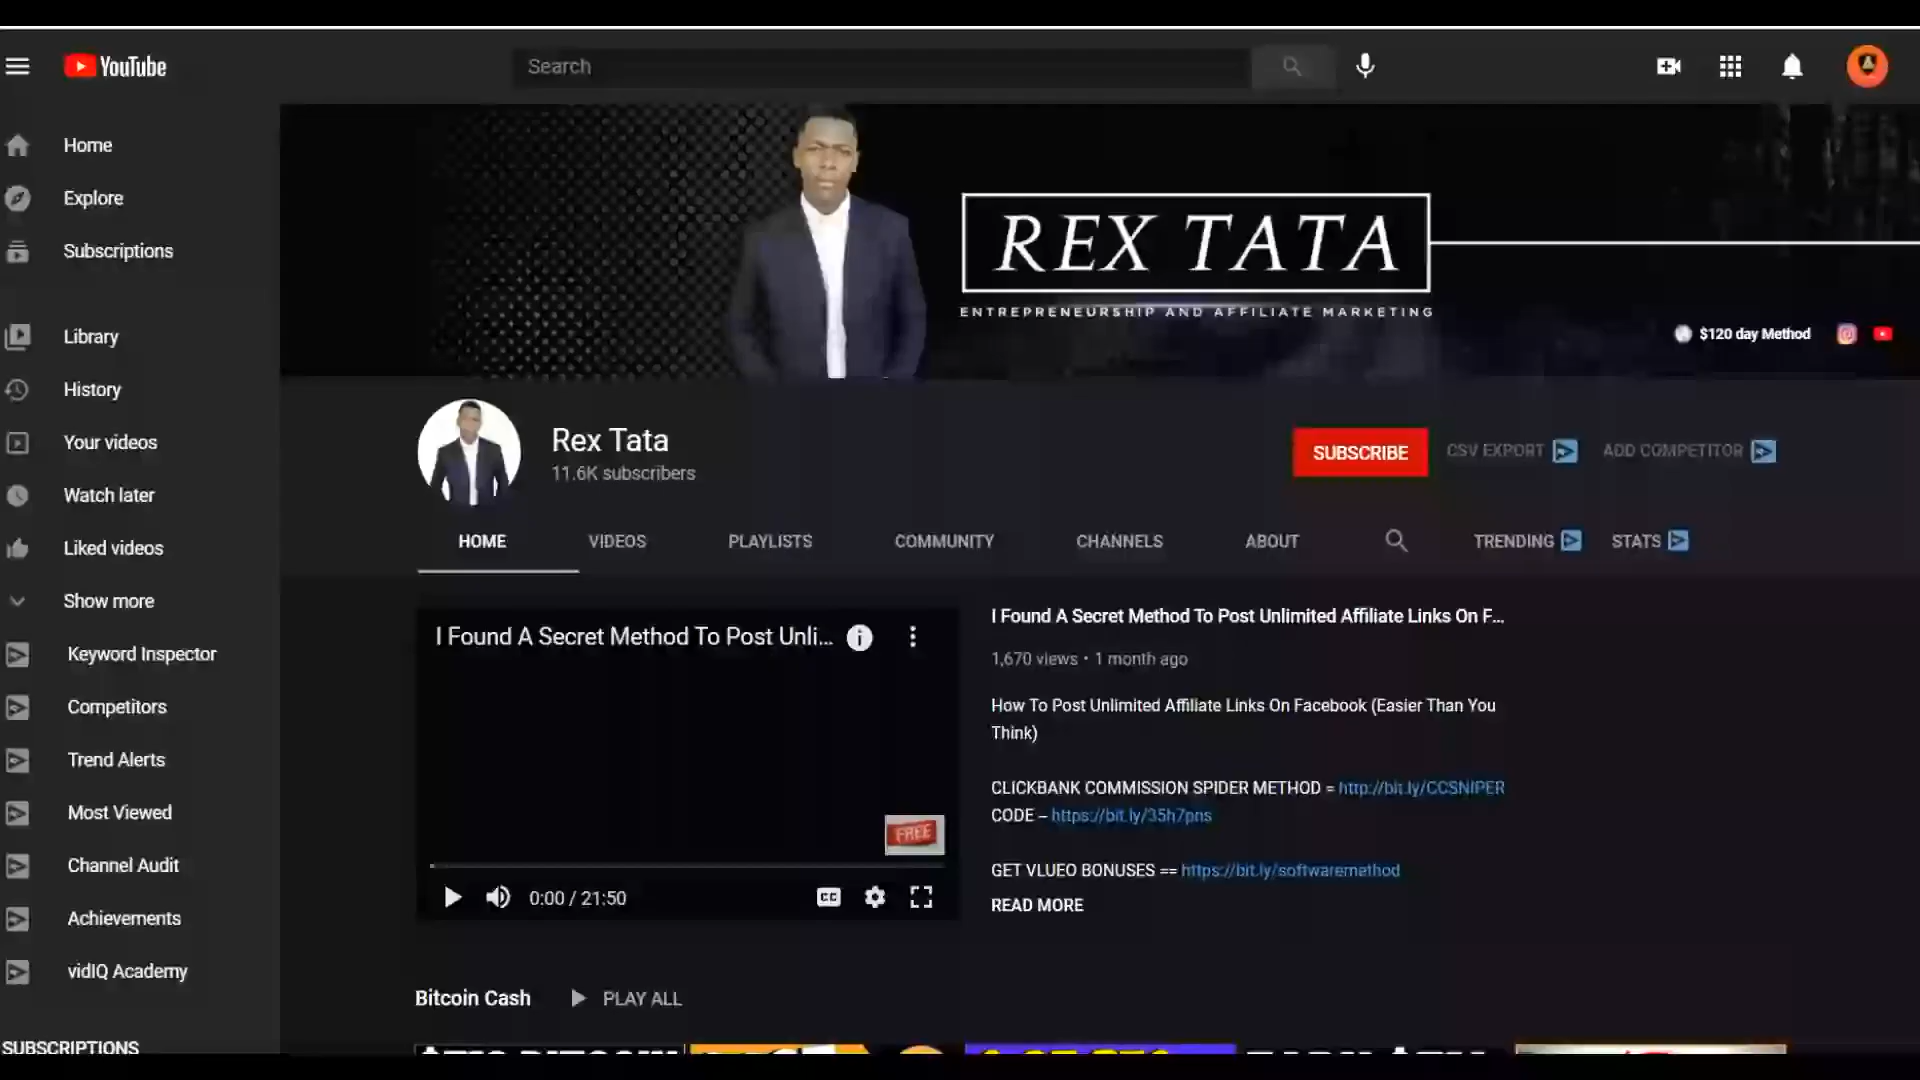 YouTube
Search
Home
Explore
Subscriptions
Library
History
Your videos
Watch later
Liked videos
Show more
Keyword Inspector
Competitors
Trend Alerts
Most Viewed
Channel Audit
Achievements
vidIQ Academy
SUBSCRIPTIONS
REX TATA
ENTREPRENEURSHIP AND AFFILIATE MARKETING
$120 day Method
Rex Tata
11.6K subscribers
SUBSCRIBE
CSV EXPORT
ADD COMPETITOR
HOME VIDEOS PLAYLISTS COMMUNITY CHANNELS ABOUT TRENDING STATS
I Found A Secret Method To Post Unli...
FREE
0:00 / 21:50
CC
I Found A Secret Method To Post Unlimited Affiliate Links On F...
1,670 views • 1 month ago
How To Post Unlimited Affiliate Links On Facebook (Easier Than You
Think)
CLICKBANK COMMISSION SPIDER METHOD = http://bit.ly/CCSNIPER
CODE – https://bit.ly/35h7pns
GET VLUEO BONUSES == https://bit.ly/softwaremethod
READ MORE
Bitcoin Cash
PLAY ALL